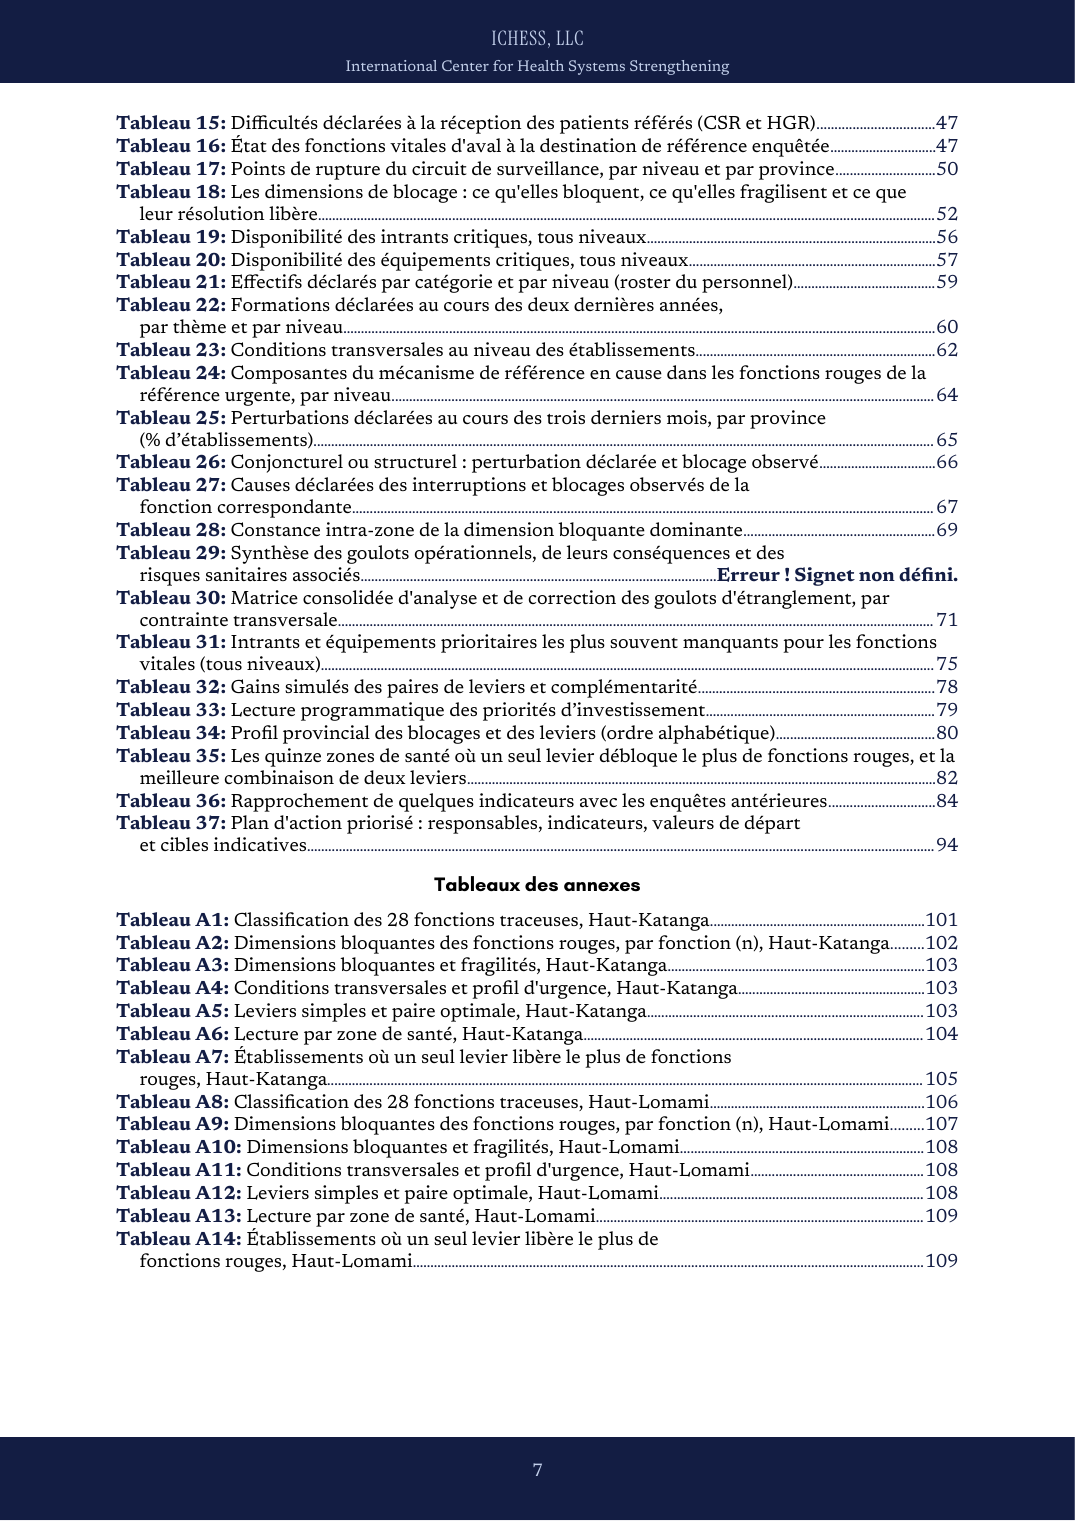 ICHESS, LLC
International Center for Health Systems Strengthening
Tableau 15: Difficultés déclarées à la réception des patients référés (CSR et HGR)..............................47
Tableau 16: État des fonctions vitales d'aval à la destination de référence enquêtée..............................47
Tableau 17: Points de rupture du circuit de surveillance, par niveau et par province..............................50
Tableau 18: Les dimensions de blocage : ce qu'elles bloquent, ce qu'elles fragilisent et ce que
leur résolution libère..............................52
Tableau 19: Disponibilité des intrants critiques, tous niveaux..............................56
Tableau 20: Disponibilité des équipements critiques, tous niveaux..............................57
Tableau 21: Effectifs déclarés par catégorie et par niveau (roster du personnel)..............................59
Tableau 22: Formations déclarées au cours des deux dernières années,
par thème et par niveau..............................60
Tableau 23: Conditions transversales au niveau des établissements..............................62
Tableau 24: Composantes du mécanisme de référence en cause dans les fonctions rouges de la
référence urgente, par niveau..............................64
Tableau 25: Perturbations déclarées au cours des trois derniers mois, par province
(% d’établissements)..............................65
Tableau 26: Conjoncturel ou structurel : perturbation déclarée et blocage observé..............................66
Tableau 27: Causes déclarées des interruptions et blocages observés de la
fonction correspondante..............................67
Tableau 28: Constance intra-zone de la dimension bloquante dominante..............................69
Tableau 29: Synthèse des goulots opérationnels, de leurs conséquences et des
risques sanitaires associés..............................Erreur ! Signet non défini.
Tableau 30: Matrice consolidée d'analyse et de correction des goulots d'étranglement, par
contrainte transversale..............................71
Tableau 31: Intrants et équipements prioritaires les plus souvent manquants pour les fonctions
vitales (tous niveaux)..............................75
Tableau 32: Gains simulés des paires de leviers et complémentarité..............................78
Tableau 33: Lecture programmatique des priorités d’investissement..............................79
Tableau 34: Profil provincial des blocages et des leviers (ordre alphabétique)..............................80
Tableau 35: Les quinze zones de santé où un seul levier débloque le plus de fonctions rouges, et la
meilleure combinaison de deux leviers..............................82
Tableau 36: Rapprochement de quelques indicateurs avec les enquêtes antérieures..............................84
Tableau 37: Plan d'action priorisé : responsables, indicateurs, valeurs de départ
et cibles indicatives..............................94
Tableaux des annexes
Tableau A1: Classification des 28 fonctions traceuses, Haut-Katanga..............................101
Tableau A2: Dimensions bloquantes des fonctions rouges, par fonction (n), Haut-Katanga.........102
Tableau A3: Dimensions bloquantes et fragilités, Haut-Katanga..............................103
Tableau A4: Conditions transversales et profil d'urgence, Haut-Katanga..............................103
Tableau A5: Leviers simples et paire optimale, Haut-Katanga..............................103
Tableau A6: Lecture par zone de santé, Haut-Katanga..............................104
Tableau A7: Établissements où un seul levier libère le plus de fonctions
rouges, Haut-Katanga..............................105
Tableau A8: Classification des 28 fonctions traceuses, Haut-Lomami..............................106
Tableau A9: Dimensions bloquantes des fonctions rouges, par fonction (n), Haut-Lomami.........107
Tableau A10: Dimensions bloquantes et fragilités, Haut-Lomami..............................108
Tableau A11: Conditions transversales et profil d'urgence, Haut-Lomami..............................108
Tableau A12: Leviers simples et paire optimale, Haut-Lomami..............................108
Tableau A13: Lecture par zone de santé, Haut-Lomami..............................109
Tableau A14: Établissements où un seul levier libère le plus de
fonctions rouges, Haut-Lomami..............................109
7